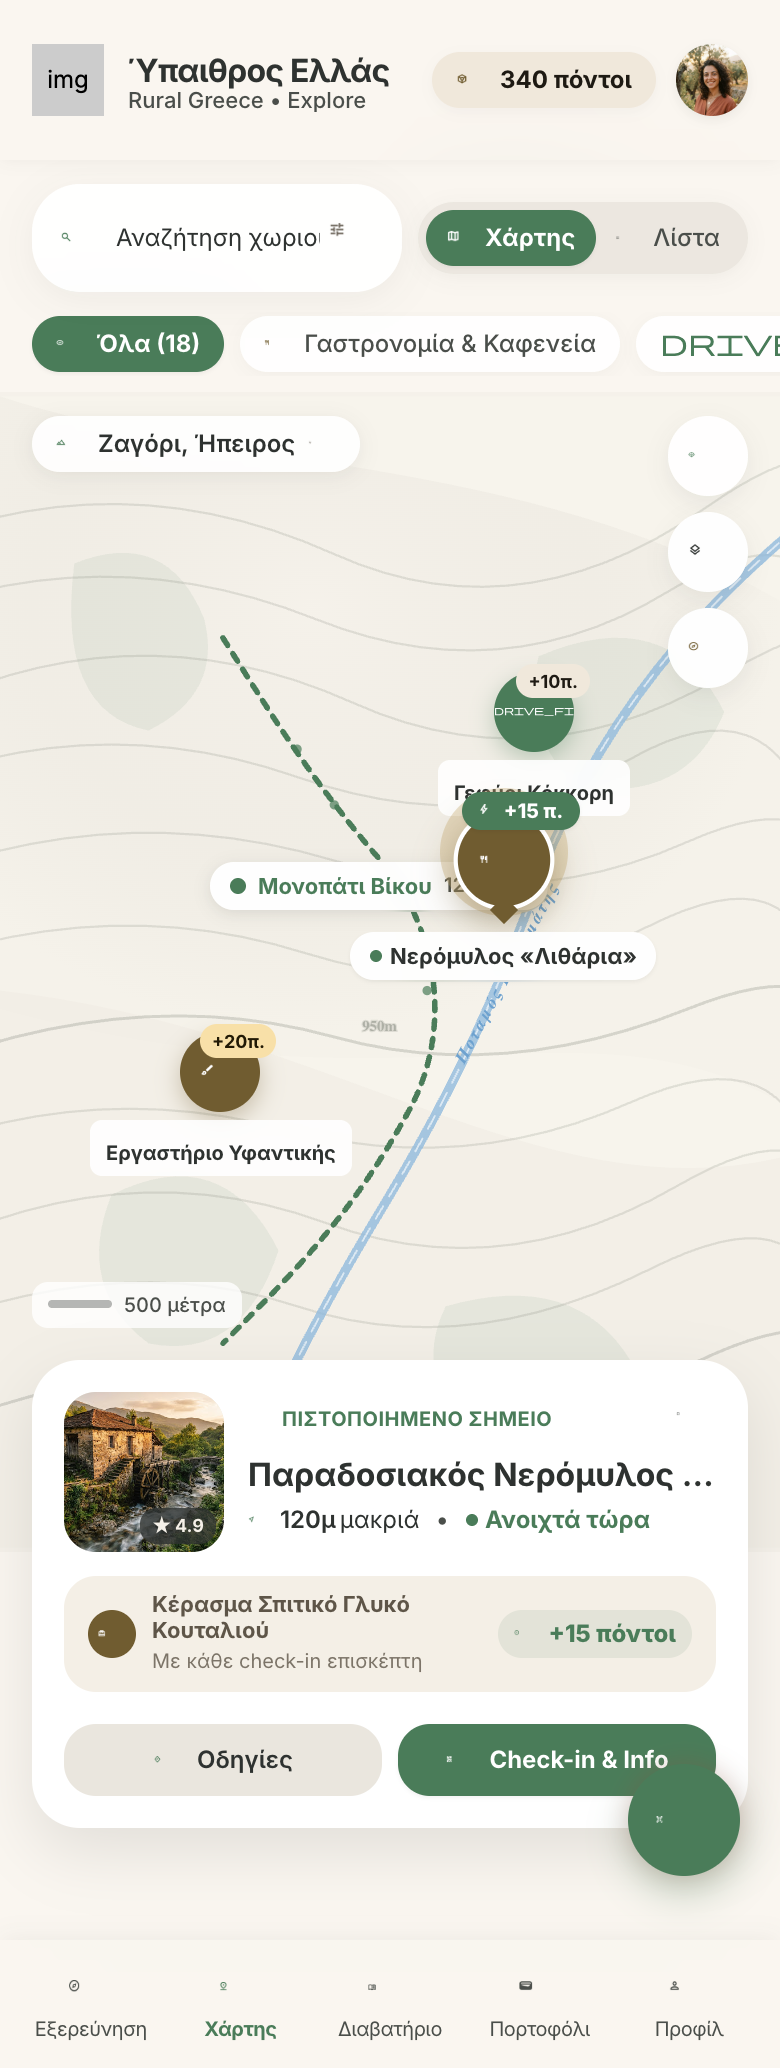 img
Ύπαιθρος Ελλάς
Rural Greece • Explore
340 πόντοι
Αναζήτηση χωριο
Χάρτης
Λίστα
Όλα (18)
Γαστρονομία & Καφενεία
DRIVE
Ζαγόρι, Ήπειρος
+10π.
DRIVE_FI
Κόκκορη
+15 π.
Μονοπάτι Βίκου
12
Νερόμυλος «Λιθάρια»
Ποταμός
950m
+20π.
Εργαστήριο Υφαντικής
500 μέτρα
ΠΙΣΤΟΠΟΙΗΜΕΝΟ ΣΗΜΕΙΟ
Παραδοσιακός Νερόμυλος ...
★ 4.9
120μ μακριά • Ανοιχτά τώρα
Κέρασμα Σπιτικό Γλυκό
Κουταλιού
Με κάθε check-in επισκέπτη
+15 πόντοι
Οδηγίες
Check-in & Info
Εξερεύνηση
Χάρτης
Διαβατήριο
Πορτοφόλι
Προφίλ